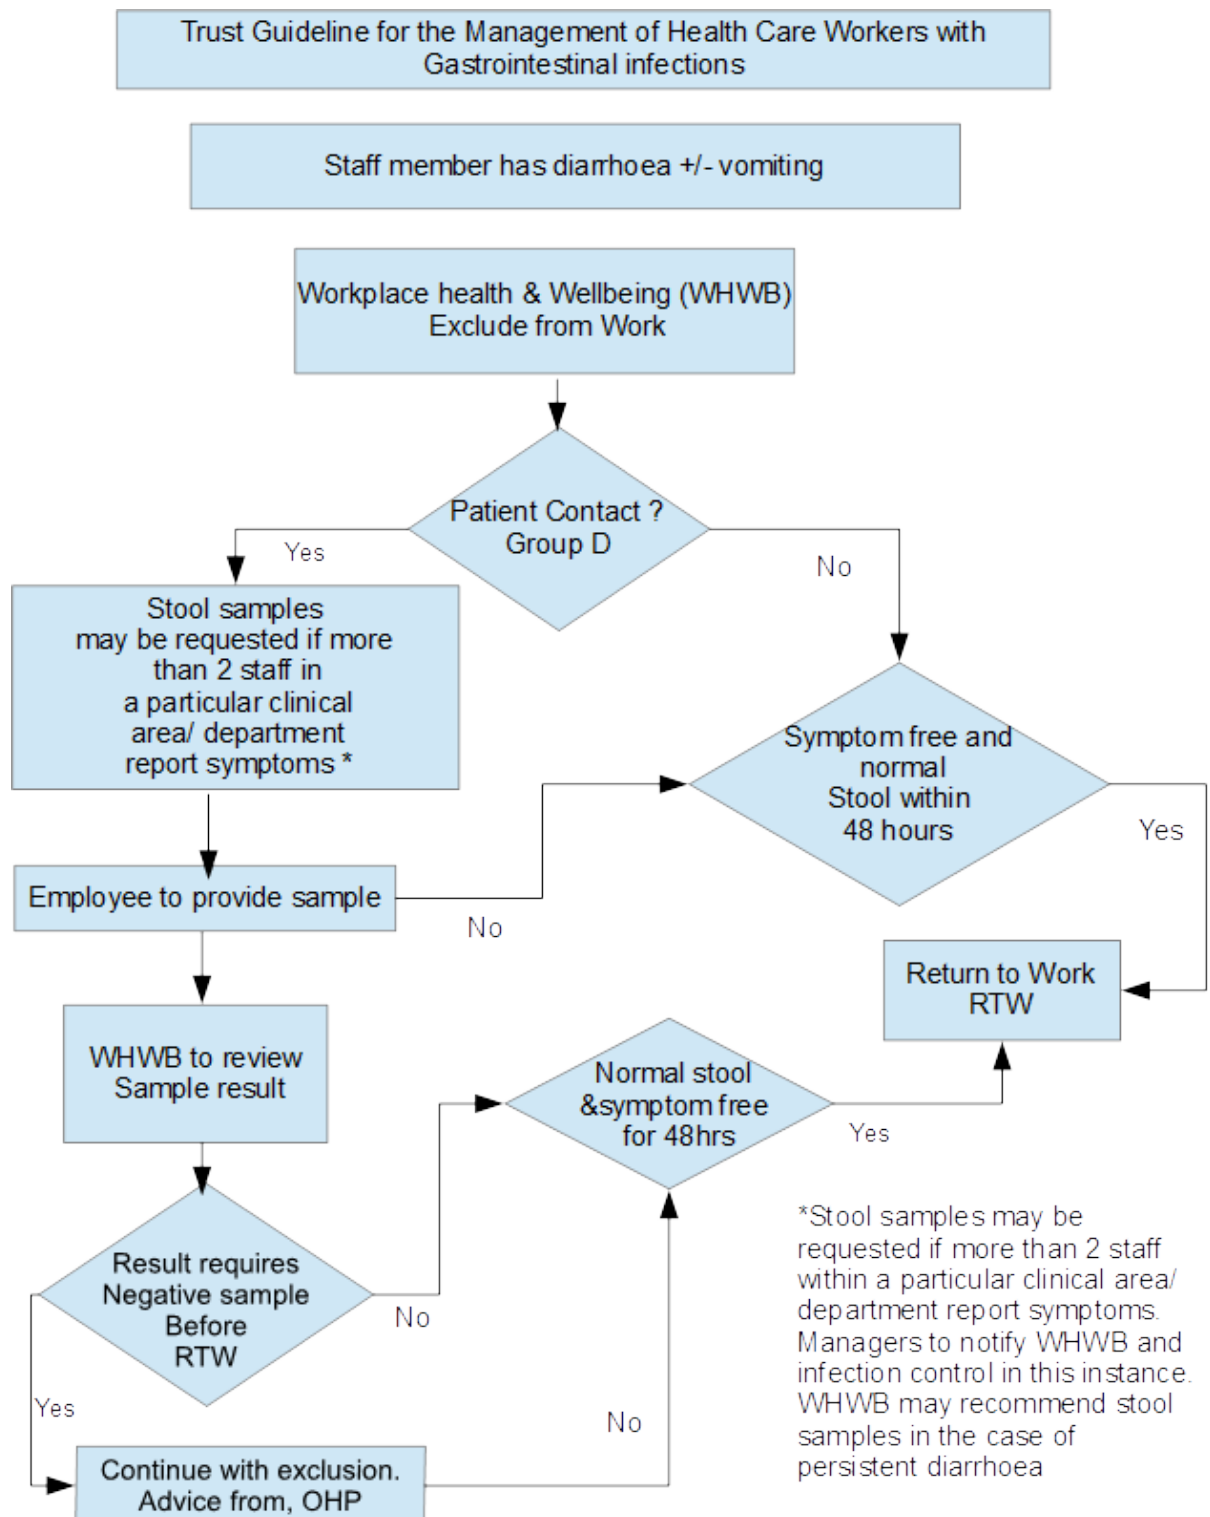 Trust Guideline for the Management of Health Care Workers with
Gastrointestinal infections
Staff member has diarrhoea +/- vomiting
Workplace health & Wellbeing (WHWB)
Exclude from Work
Patient Contact ?
Group D
Yes
No
Stool samples
may be requested if more
than 2 staff in
a particular clinical
area/ department
report symptoms *
Symptom free and
normal
Stool within
48 hours
Yes
Employee to provide sample
No
Return to Work
RTW
WHWB to review
Sample result
Normal stool
&symptom free
for 48hrs
Yes
Result requires
Negative sample
Before
RTW
No
Yes
No
Continue with exclusion.
Advice from, OHP
*Stool samples may be
requested if more than 2 staff
within a particular clinical area/
department report symptoms.
Managers to notify WHWB and
infection control in this instance.
WHWB may recommend stool
samples in the case of
persistent diarrhoea